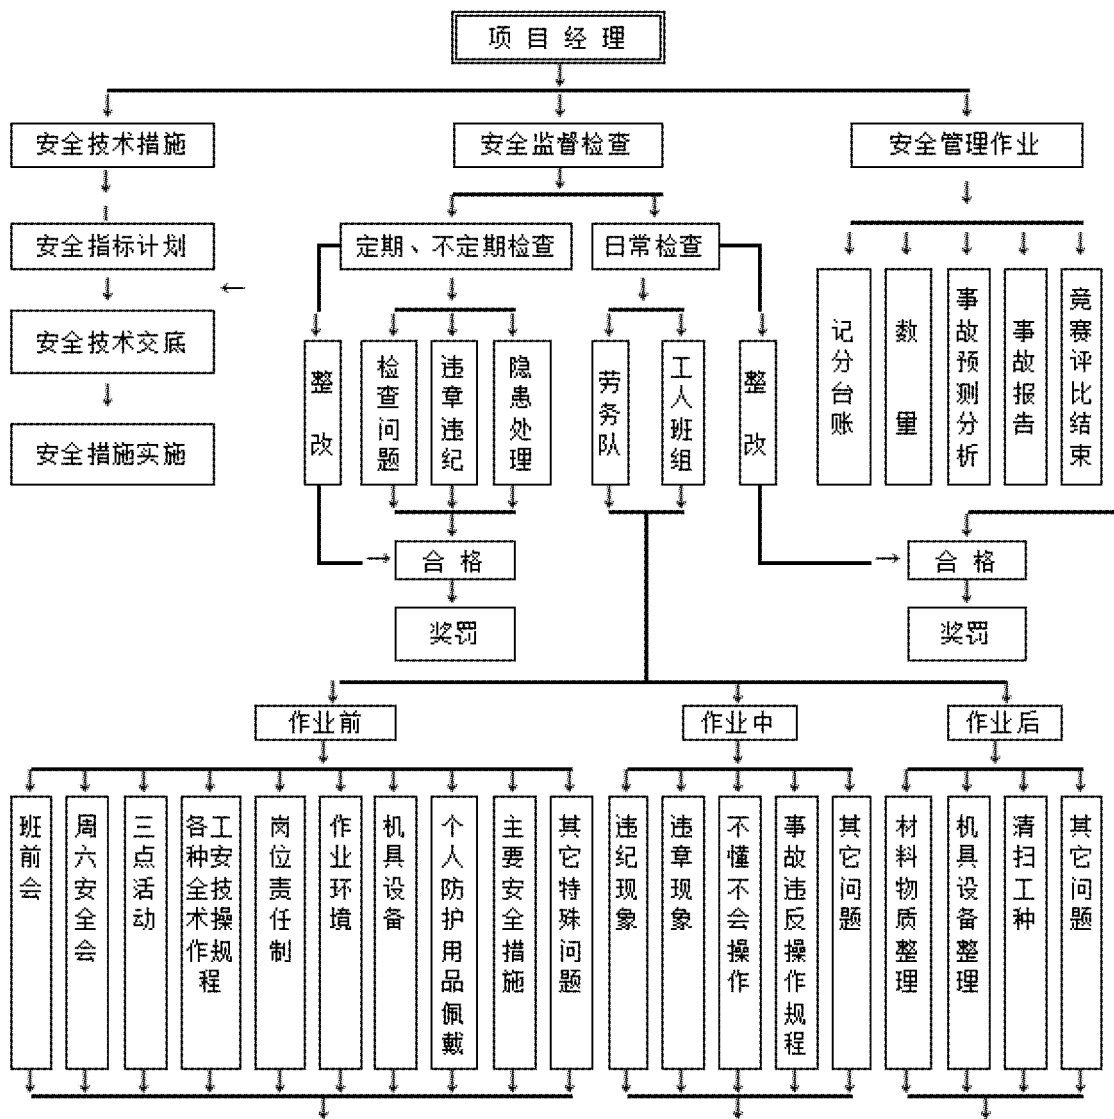 项目经理
安全技术措施
安全监督检查
安全管理作业
安全指标计划
定期、不定期检查
日常检查
安全技术交底
安全措施实施
整改
检查问题
违章违纪
隐患处理
劳务队
工人班组
整改
记分台账
数量
事故预测分析
事故报告
竞赛评比结束
合格
合格
奖罚
奖罚
作业前
作业中
作业后
班前会
周六安全会
三点活动
各种全术作
工安技操规程
岗位责任制
作业环境
机具设备
个人防护用品佩戴
主要安全措施
其它特殊问题
违纪现象
违章现象
不懂不会操作
事故违反操作规程
其它问题
材料物质整理
机具设备整理
清扫工种
其它问题